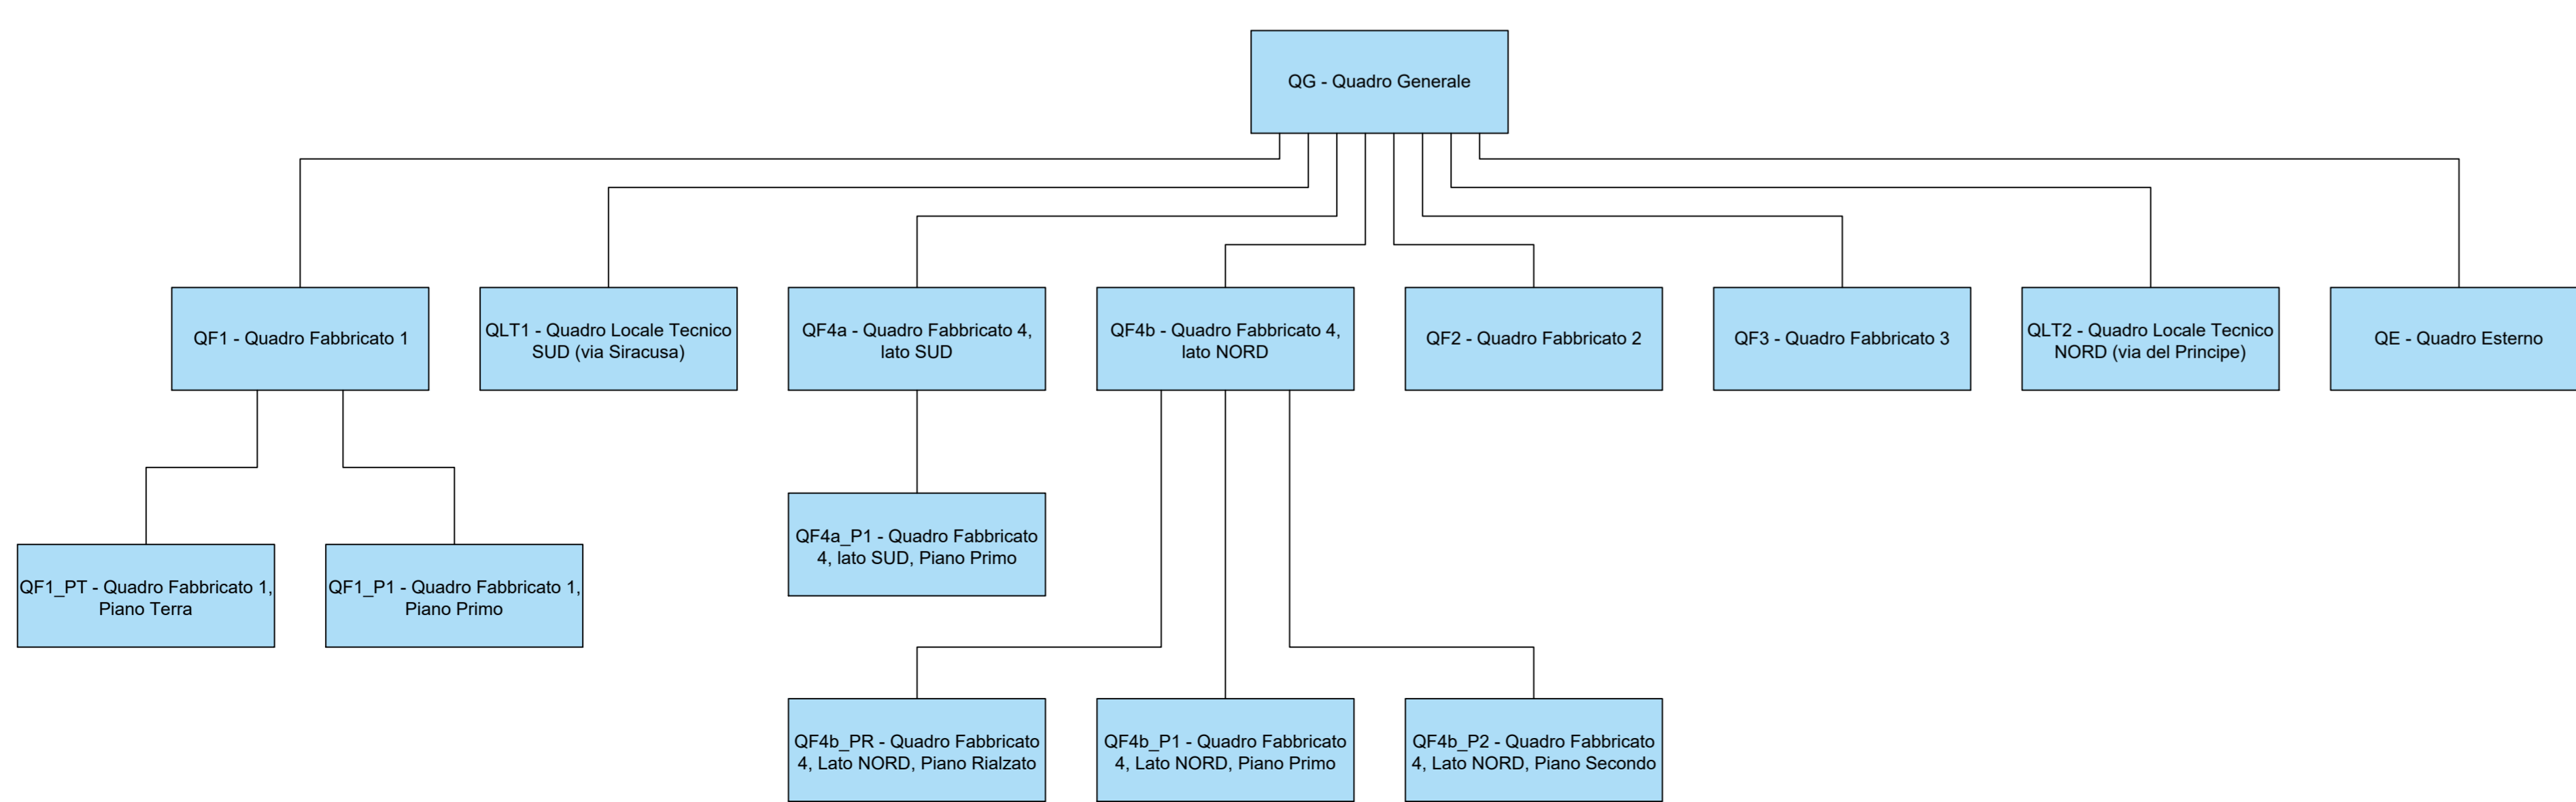 QG - Quadro Generale
QF1 - Quadro Fabbricato 1
QLT1 - Quadro Locale Tecnico
SUD (via Siracusa)
QF4a - Quadro Fabbricato 4,
lato SUD
QF4b - Quadro Fabbricato 4,
lato NORD
QF2 - Quadro Fabbricato 2
QF3 - Quadro Fabbricato 3
QLT2 - Quadro Locale Tecnico
NORD (via del Principe)
QE - Quadro Esterno
QF4a_P1 - Quadro Fabbricato
4, lato SUD, Piano Primo
QF1_PT - Quadro Fabbricato 1,
Piano Terra
QF1_P1 - Quadro Fabbricato 1,
Piano Primo
QF4b_PR - Quadro Fabbricato
4, Lato NORD, Piano Rialzato
QF4b_P1 - Quadro Fabbricato
4, Lato NORD, Piano Primo
QF4b_P2 - Quadro Fabbricato
4, Lato NORD, Piano Secondo